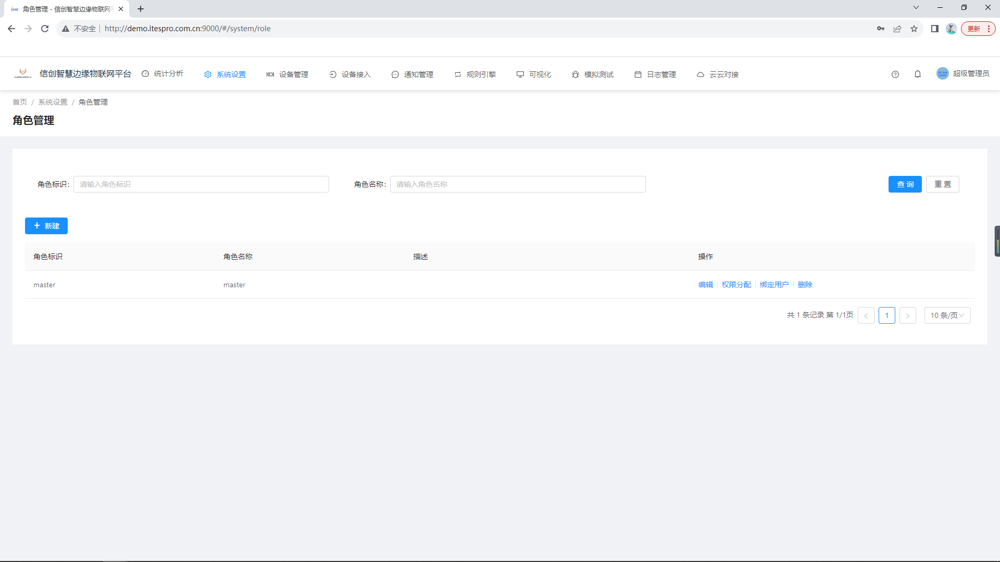 角色管理 - 信创智慧边缘物联网平
不安全 http://demo.itespro.com.cn:9000/#/system/role 更新
信创智慧边缘物联网平台 统计分析 系统设置 设备管理 设备接入 通知管理 规则引擎 可视化 模拟测试 日志管理 云云对接 超级管理员
首页 / 系统设置 / 角色管理
角色管理
角色标识: 请输入角色标识 角色名称: 请输入角色名称 查 询 重 置
+ 新建
角色标识 角色名称 描述 操作
master master 编辑 权限分配 绑定用户 删除
共 1 条记录 第 1/1页 < 1 > 10 条/页